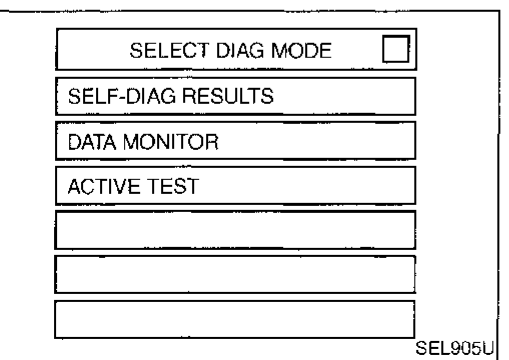 SELECT DIAG MODE
SELF-DIAG RESULTS
DATA MONITOR
ACTIVE TEST
SEL905U